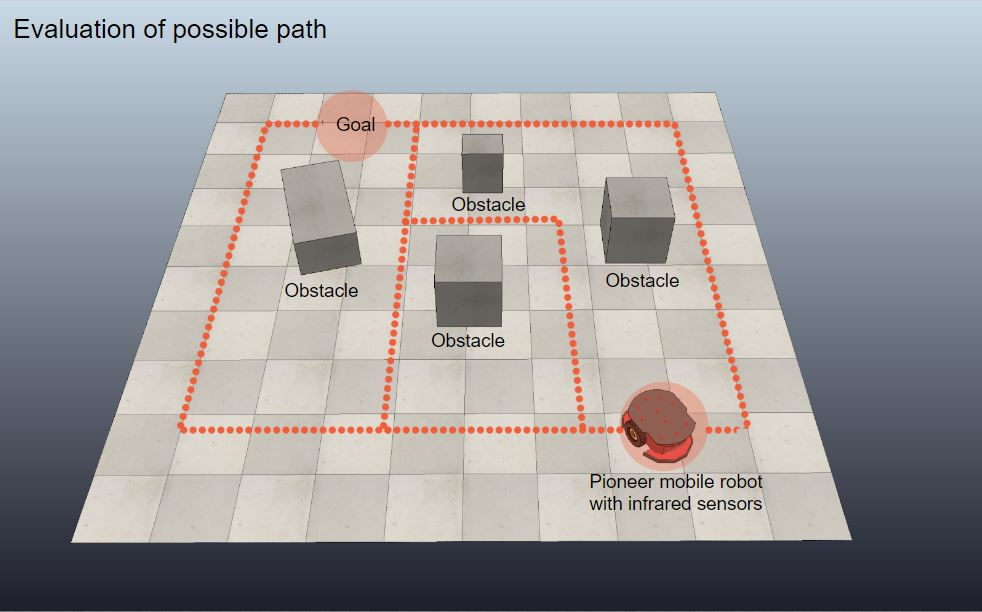 Evaluation of possible path
Goal
Obstacle
Obstacle
Obstacle
Obstacle
Pioneer mobile robot
with infrared sensors